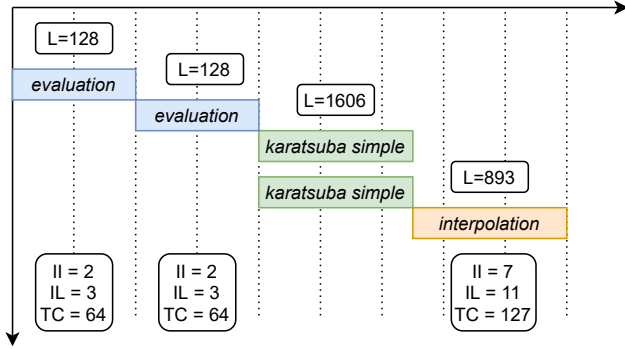 L=128
evaluation
L=128
evaluation
L=1606
karatsuba simple
karatsuba simple
L=893
interpolation
II = 2
IL = 3
TC = 64
II = 2
IL = 3
TC = 64
II = 7
IL = 11
TC = 127